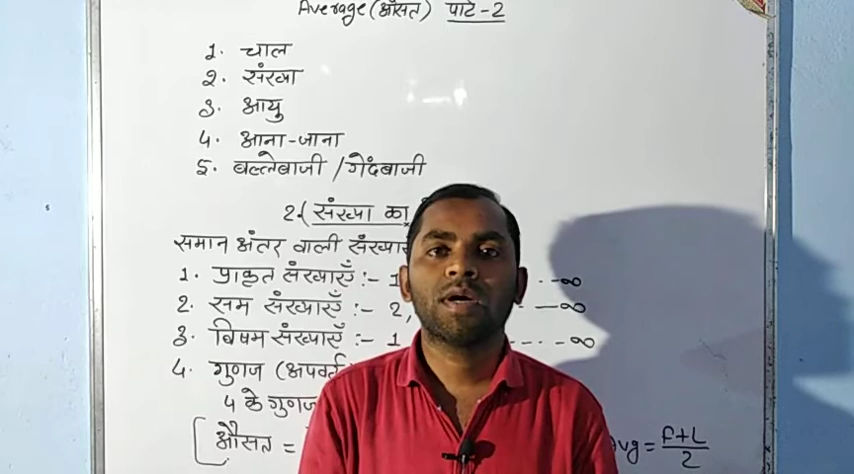 Average (औसत) पार्ट-2
1. चाल
2. संख्या
3. आयु
4. आना-जाना
5. बल्लेबाजी / गेंदबाजी
2. (संख्या का
समान अंतर वाली संख्या
1. प्राकृत संख्याएँ :- 1 . -∞
2. सम संख्याएँ :- 2, . . —∞
3. विषम संख्याएँ :- 1 - . . - . -∞
4. गुणज (अपवर्त
4 के गुणज
[ औसत = Avg = F+L/2